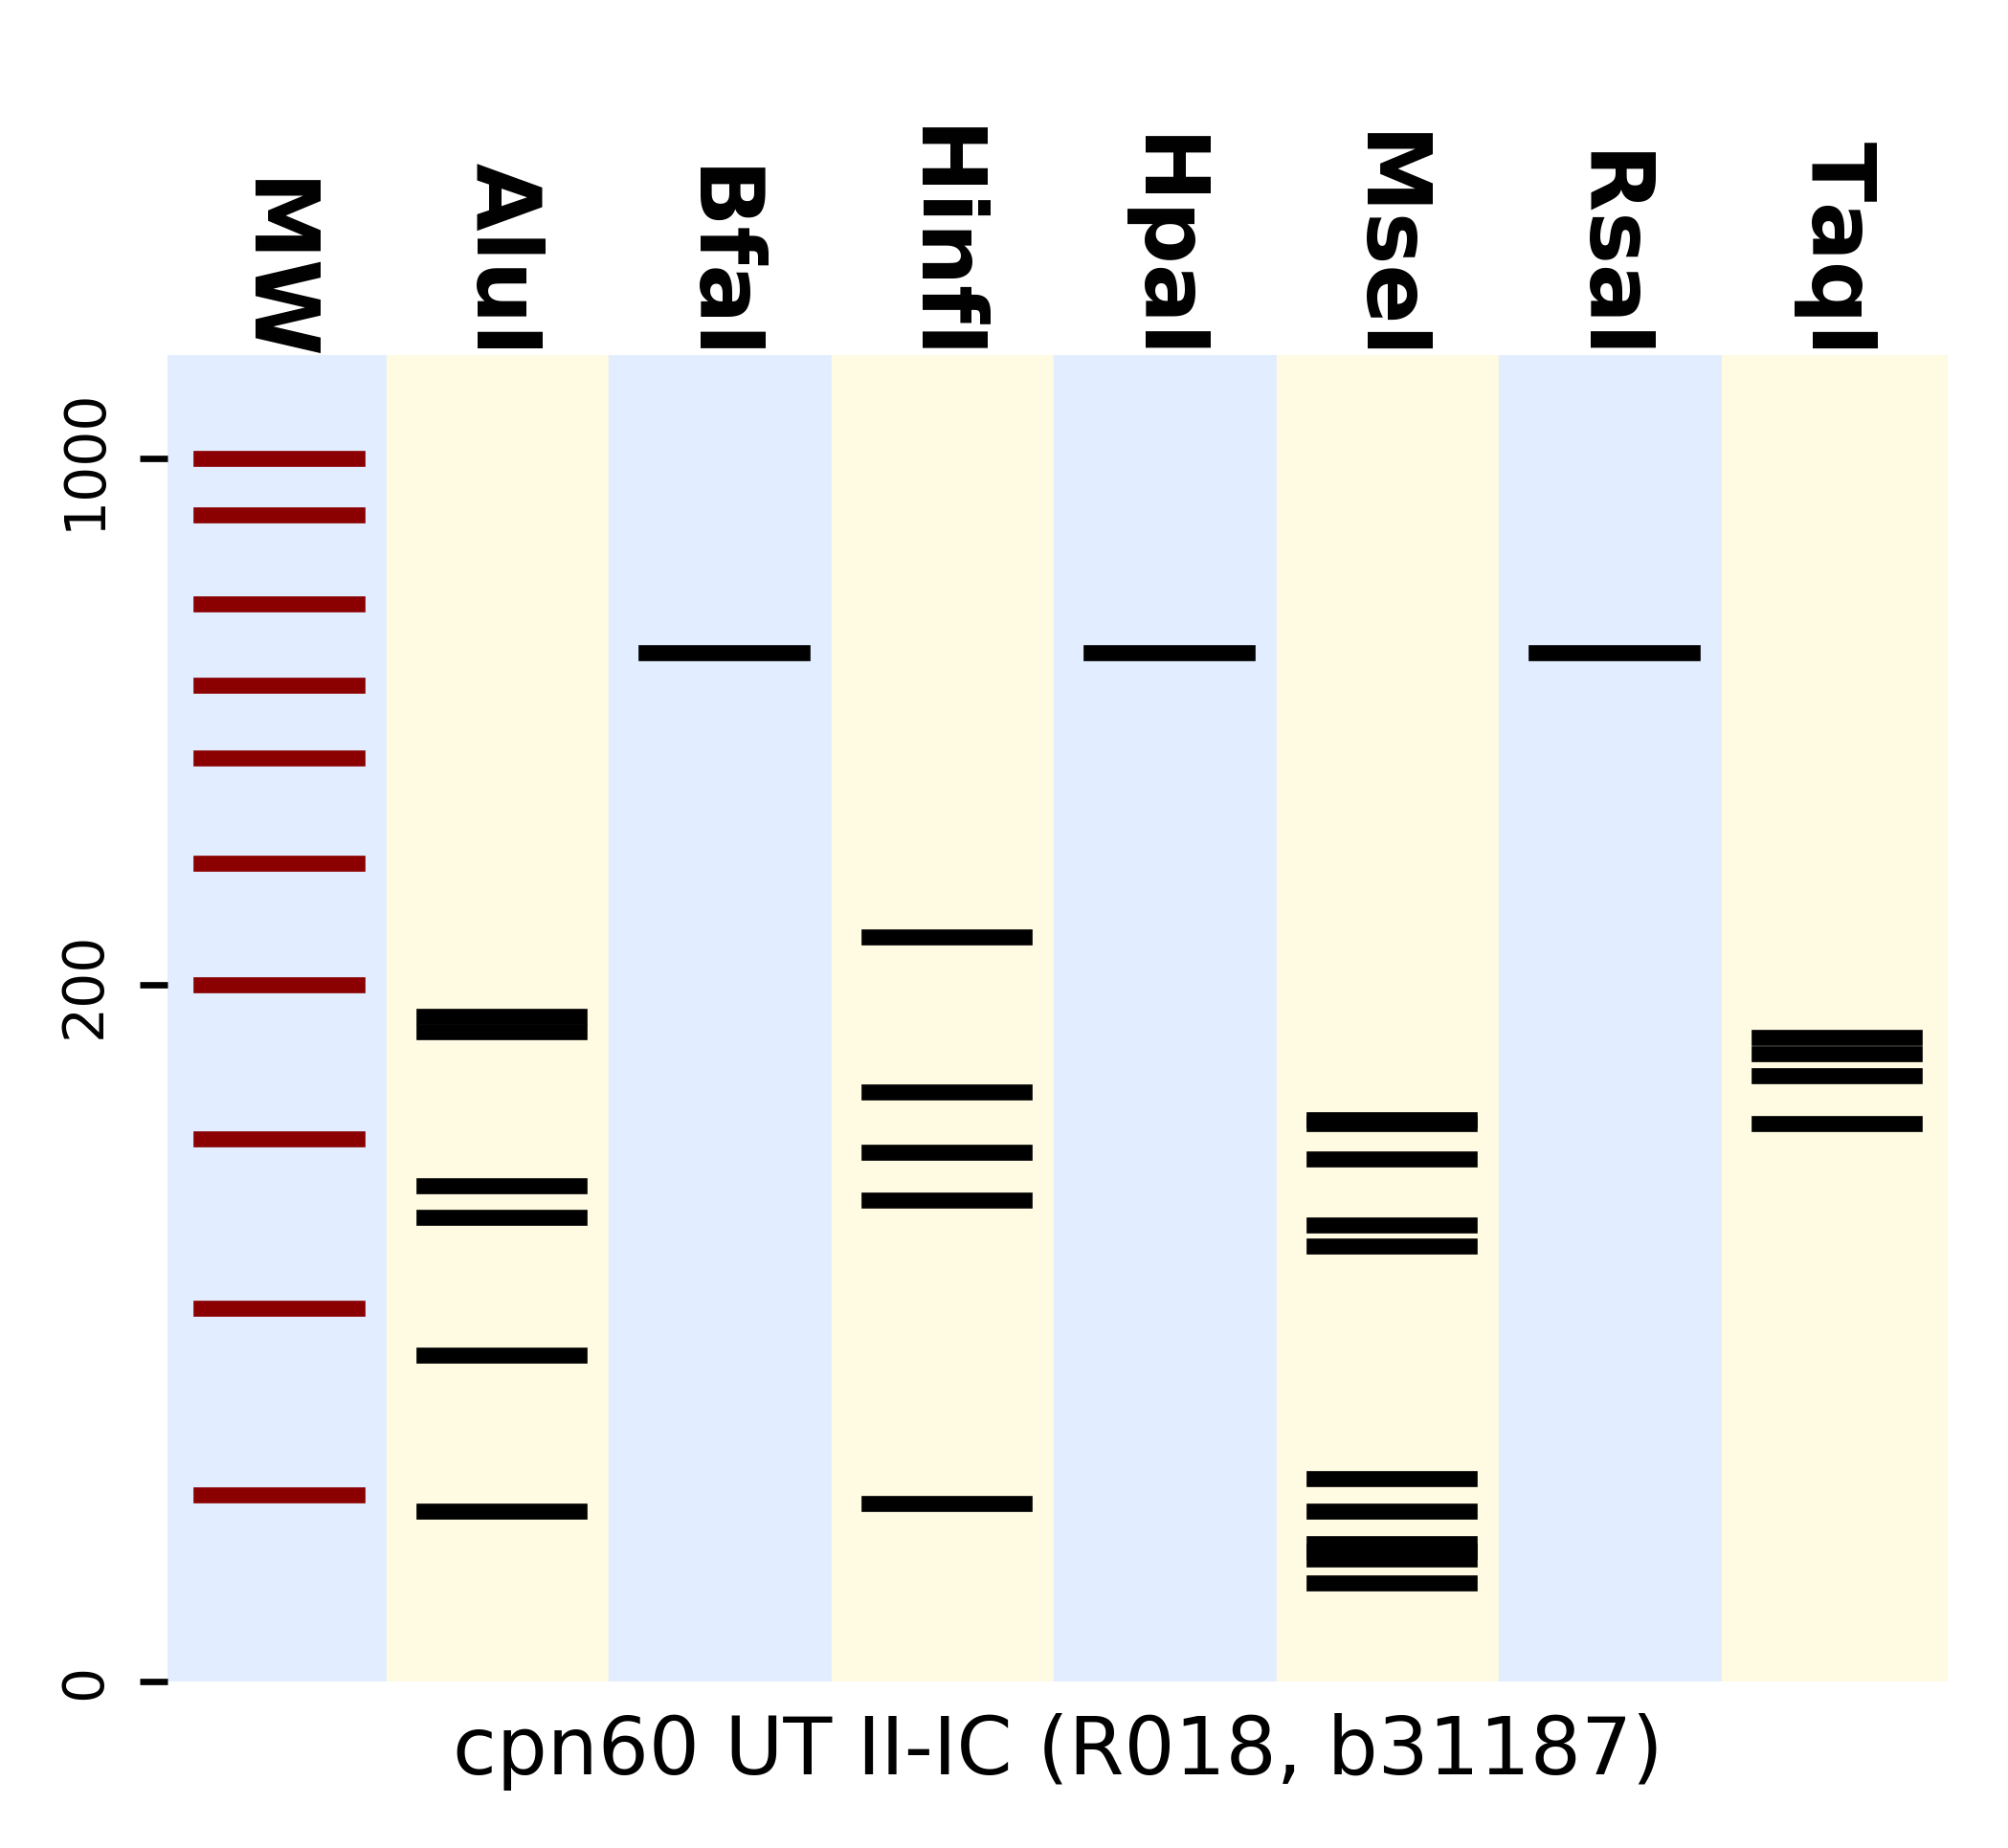 MW
AluI
BfaI
HinfI
HpaI
MseI
RsaI
TaqI
1000
200
0
cpn60 UT II-IC (R018, b31187)